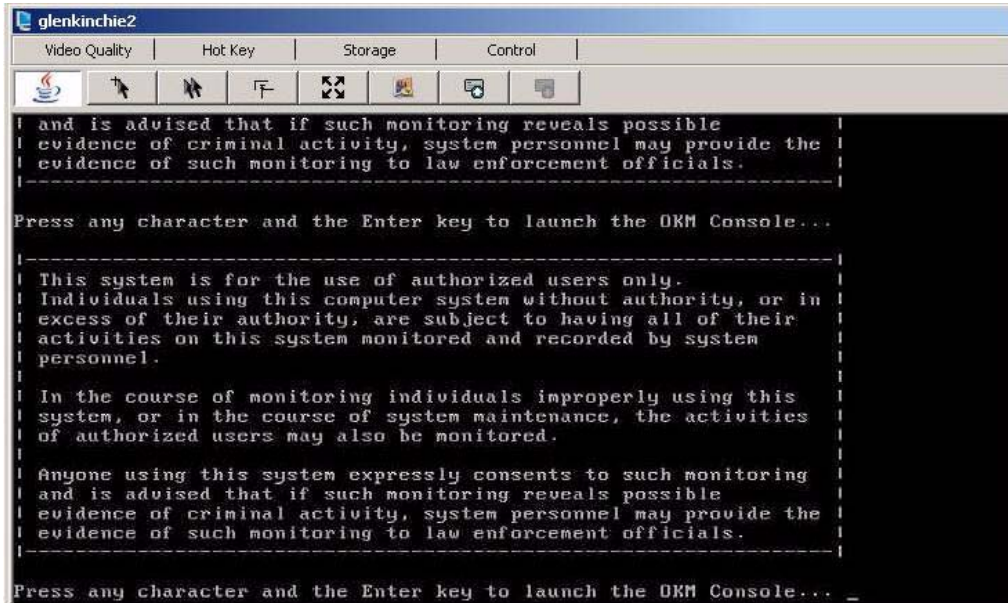 glenkinchie2
Video Quality | Hot Key | Storage | Control |
| and is advised that if such monitoring reveals possible |
| evidence of criminal activity, system personnel may provide the |
| evidence of such monitoring to law enforcement officials. |
|-----------------------------------------------------------------|
Press any character and the Enter key to launch the OKM Console...
|-----------------------------------------------------------------|
| This system is for the use of authorized users only. |
| Individuals using this computer system without authority, or in |
| excess of their authority, are subject to having all of their |
| activities on this system monitored and recorded by system |
| personnel. |
| |
| In the course of monitoring individuals improperly using this |
| system, or in the course of system maintenance, the activities |
| of authorized users may also be monitored. |
| |
| Anyone using this system expressly consents to such monitoring |
| and is advised that if such monitoring reveals possible |
| evidence of criminal activity, system personnel may provide the |
| evidence of such monitoring to law enforcement officials. |
|-----------------------------------------------------------------|
Press any character and the Enter key to launch the OKM Console... _